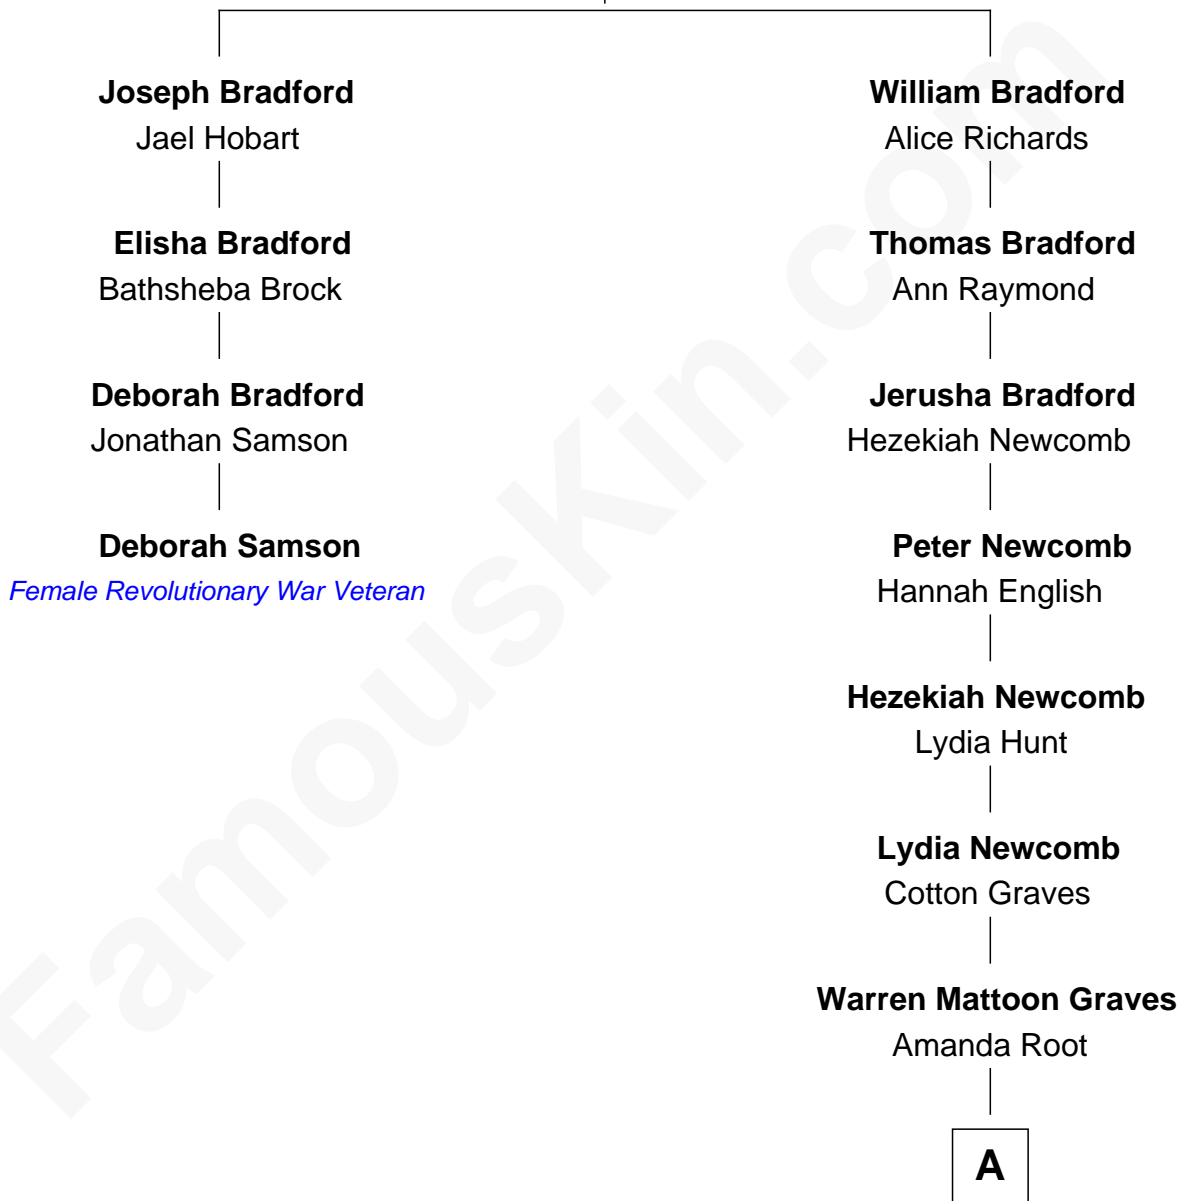 Joseph Bradford
Jael Hobart
Elisha Bradford
Bathsheba Brock
Deborah Bradford
Jonathan Samson
Deborah Samson
Female Revolutionary War Veteran
William Bradford
Alice Richards
Thomas Bradford
Ann Raymond
Jerusha Bradford
Hezekiah Newcomb
Peter Newcomb
Hannah English
Hezekiah Newcomb
Lydia Hunt
Lydia Newcomb
Cotton Graves
Warren Mattoon Graves
Amanda Root
A
FamousKin.com